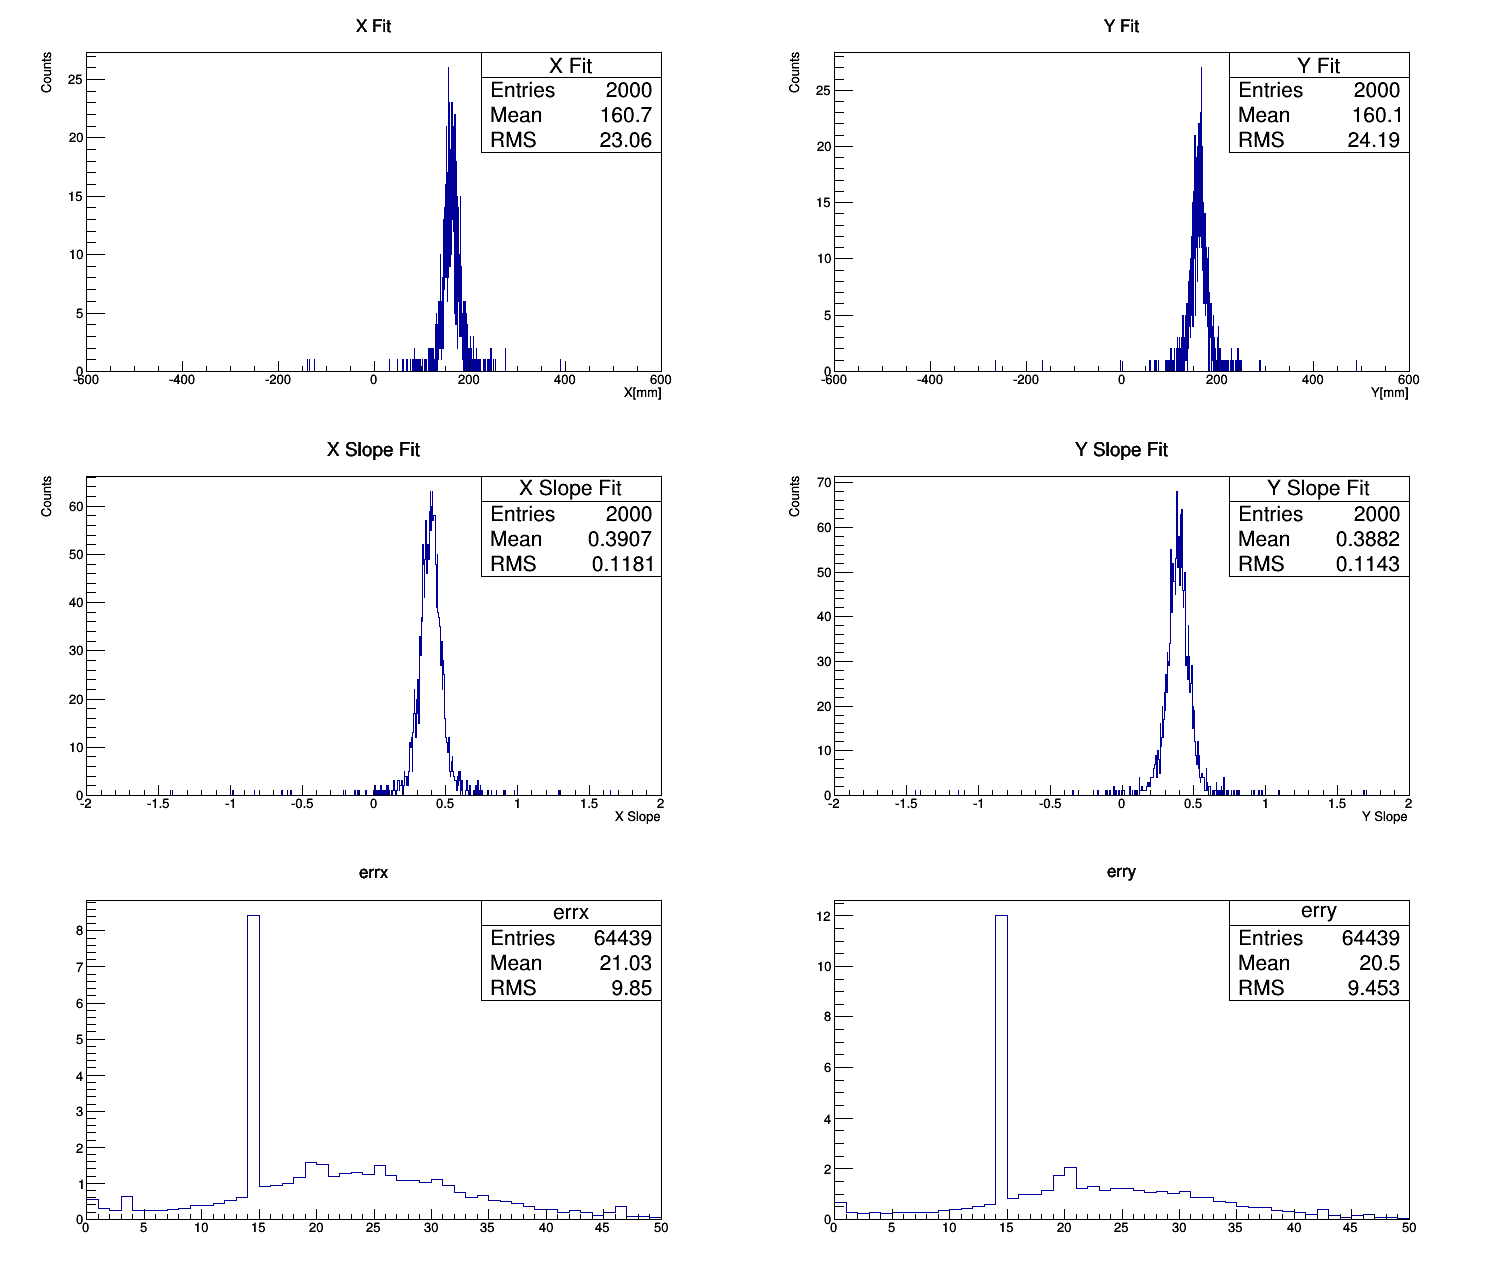 X Fit
Counts
X Fit
Entries 2000
Mean 160.7
RMS 23.06
25
20
15
10
5
0
-600 -400 -200 0 200 400 600
X[mm]
Y Fit
Counts
Y Fit
Entries 2000
Mean 160.1
RMS 24.19
25
20
15
10
5
0
-600 -400 -200 0 200 400 600
Y[mm]
X Slope Fit
Counts
X Slope Fit
Entries 2000
Mean 0.3907
RMS 0.1181
60
50
40
30
20
10
0
-2 -1.5 -1 -0.5 0 0.5 1 1.5 2
X Slope
Y Slope Fit
Counts
Y Slope Fit
Entries 2000
Mean 0.3882
RMS 0.1143
70
60
50
40
30
20
10
0
-2 -1.5 -1 -0.5 0 0.5 1 1.5 2
Y Slope
errx
errx
Entries 64439
Mean 21.03
RMS 9.85
8
7
6
5
4
3
2
1
0
0 5 10 15 20 25 30 35 40 45 50
erry
erry
Entries 64439
Mean 20.5
RMS 9.453
12
10
8
6
4
2
0
0 5 10 15 20 25 30 35 40 45 50